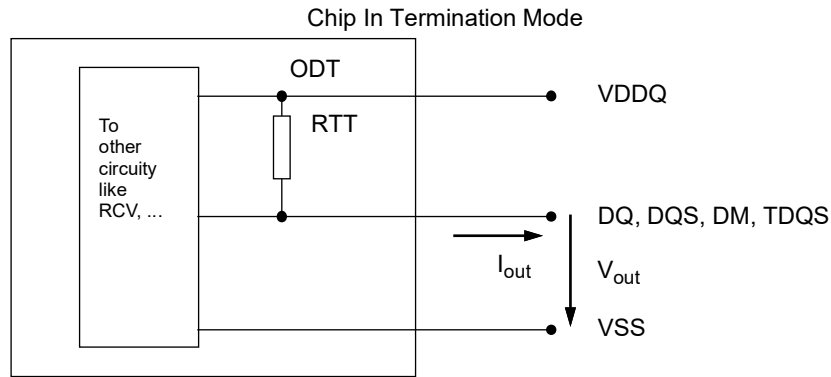 Chip In Termination Mode
ODT
VDDQ
To
other
circuity
like
RCV, ...
RTT
DQ, DQS, DM, TDQS
Iout
Vout
VSS